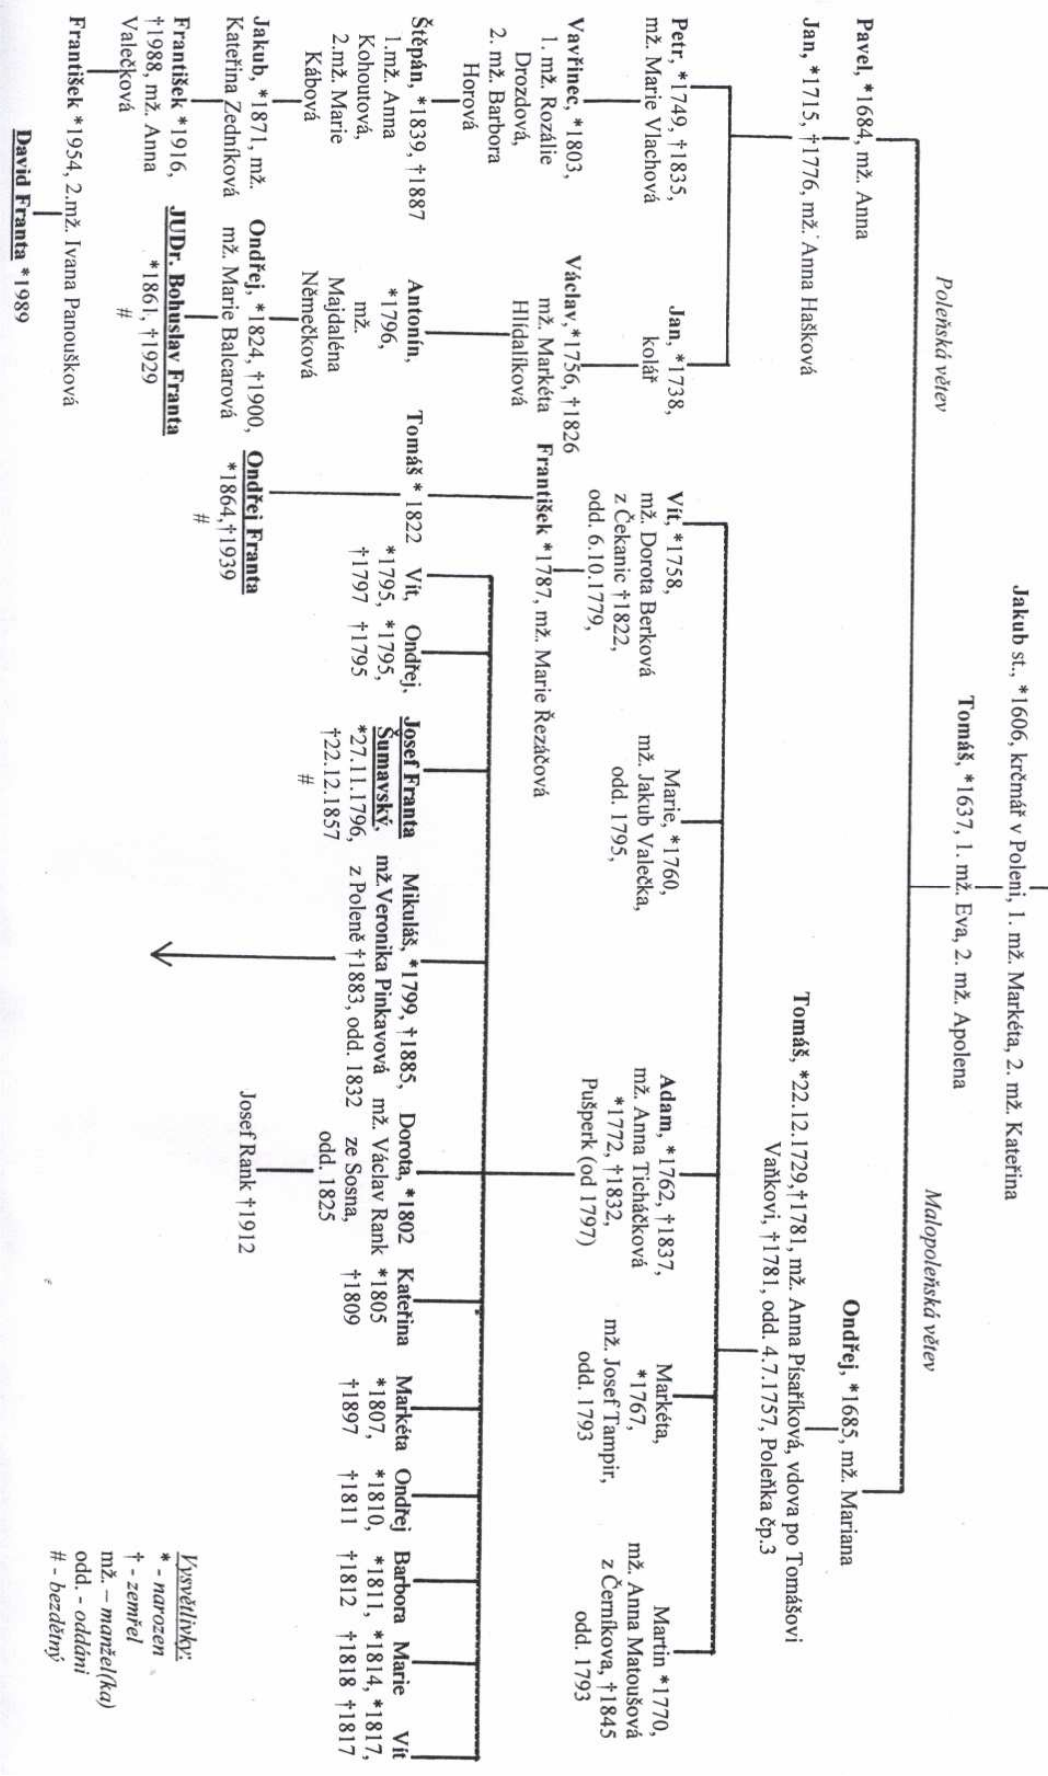 Jakub st., *1606, krčmář v Poleni, 1. mž. Markéta, 2. mž. Kateřina
Tomáš, *1637, 1. mž. Eva, 2. mž. Apolena
Poleňská větev
Malopoleňská větev
Pavel, *1684, mž. Anna
Ondřej, *1685, mž. Mariana
Jan, *1715, †1776, mž. Anna Hašková
Tomáš, *22.12.1729,†1781, mž. Anna Písaříková, vdova po Tomášovi
Vaňkovi, †1781, odd. 4.7.1757, Poleňka čp.3
Petr, *1749, †1835,
mž. Marie Vlachová
Jan, *1738,
kolář
Vít, *1758,
mž. Dorota Berková
z Čekanic †1822,
odd. 6.10.1779,
Marie, *1760,
mž. Jakub Valečka,
odd. 1795,
Adam, *1762, †1837,
mž. Anna Ticháčková
*1772, †1832,
Pušperk (od 1797)
Markéta,
*1767,
mž. Josef Tampir,
odd. 1793
Martin *1770,
mž. Anna Matoušová
z Černíkova, †1845
odd. 1793
Vavřinec, *1803,
1. mž. Rozálie
Drozdová,
2. mž. Barbora
Horová
Václav,*1756, †1826
mž. Markéta
Hlídalíková
František *1787, mž. Marie Řezáčová
Štěpán, *1839, †1887
1.mž. Anna
Kohoutová,
2.mž. Marie
Kábová
Antonín,
*1796,
mž.
Majdaléna
Němečková
Tomáš * 1822
Vít,
*1795,
†1797
Ondřej,
*1795,
†1795
Josef Franta
Šumavský,
*27.11.1796,
†22.12.1857
#
Mikuláš, *1799, †1885,
mž.Veronika Pinkavová
z Poleně †1883, odd. 1832
Dorota, *1802
mž. Václav Rank
ze Sosna,
odd. 1825
Kateřina
*1805
†1809
Markéta
*1807,
†1897
Ondřej
*1810,
†1811
Barbora
*1811,
†1812
Marie
*1814,
†1818
Vít
*1817,
†1817
Jakub, *1871, mž.
Kateřina Zedníková
Ondřej, *1824, †1900,
mž. Marie Balcarová
Ondřej Franta
*1864,†1939
#
Josef Rank †1912
František *1916,
†1988, mž. Anna
Valečková
JUDr. Bohuslav Franta
*1861, †1929
#
František *1954, 2.mž. Ivana Panoušková
David Franta *1989
Vysvětlivky:
* - narozen
† - zemřel
mž. – manžel(ka)
odd. - oddáni
# - bezdětný